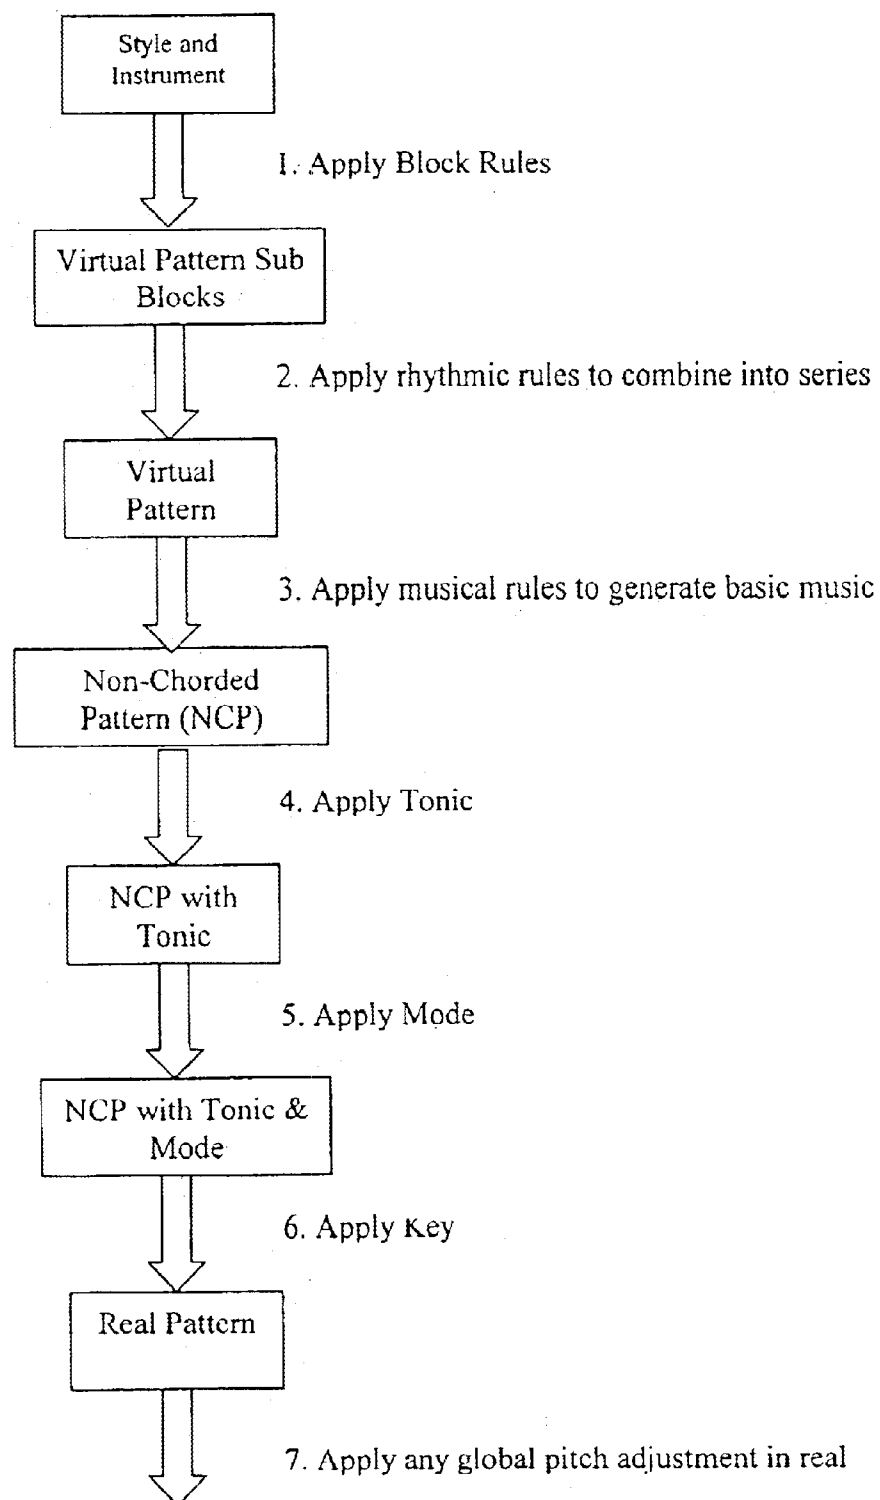 Style and
Instrument
1. Apply Block Rules
Virtual Pattern Sub
Blocks
2. Apply rhythmic rules to combine into series
Virtual
Pattern
3. Apply musical rules to generate basic music
Non-Chorded
Pattern (NCP)
4. Apply Tonic
NCP with
Tonic
5. Apply Mode
NCP with Tonic &
Mode
6. Apply Key
Real Pattern
7. Apply any global pitch adjustment in real